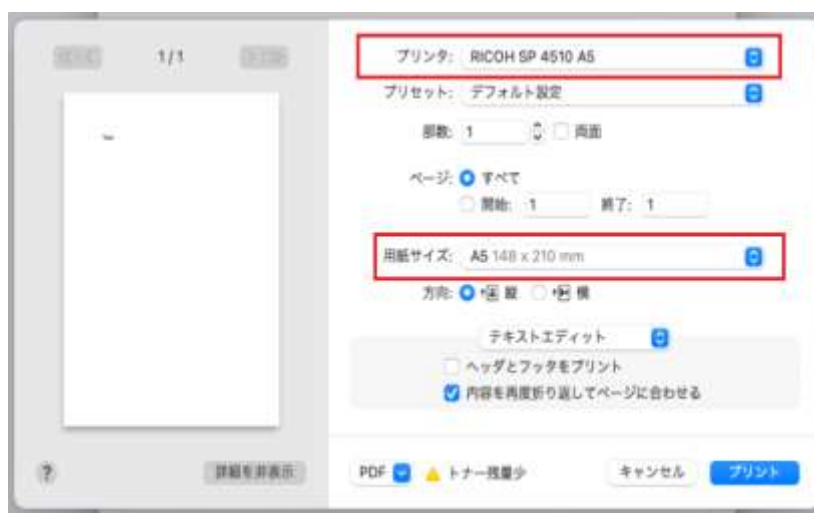 1/1
プリンタ: RICOH SP 4510 A5
プリセット: デフォルト設定
部数: 1 両面
ページ: すべて
開始: 1 終了: 1
用紙サイズ: A5 148 x 210 mm
方向: 縦 横
テキストエディット
ヘッダとフッタをプリント
内容を再度折り返してページに合わせる
? 詳細を非表示 PDF トナー残量少 キャンセル プリント